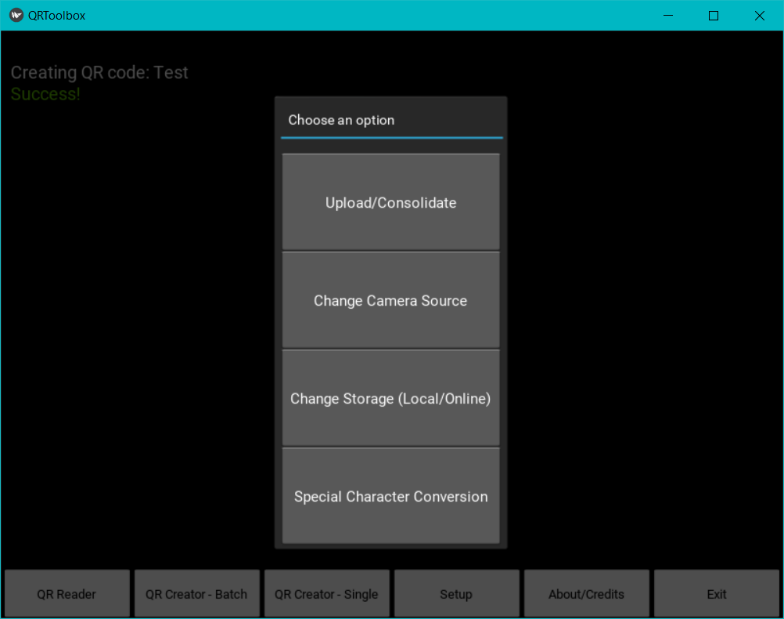 QRToolbox
Creating QR code: Test
Success!
Choose an option
Upload/Consolidate
Change Camera Source
Change Storage (Local/Online)
Special Character Conversion
QR Reader
QR Creator - Batch
QR Creator - Single
Setup
About/Credits
Exit